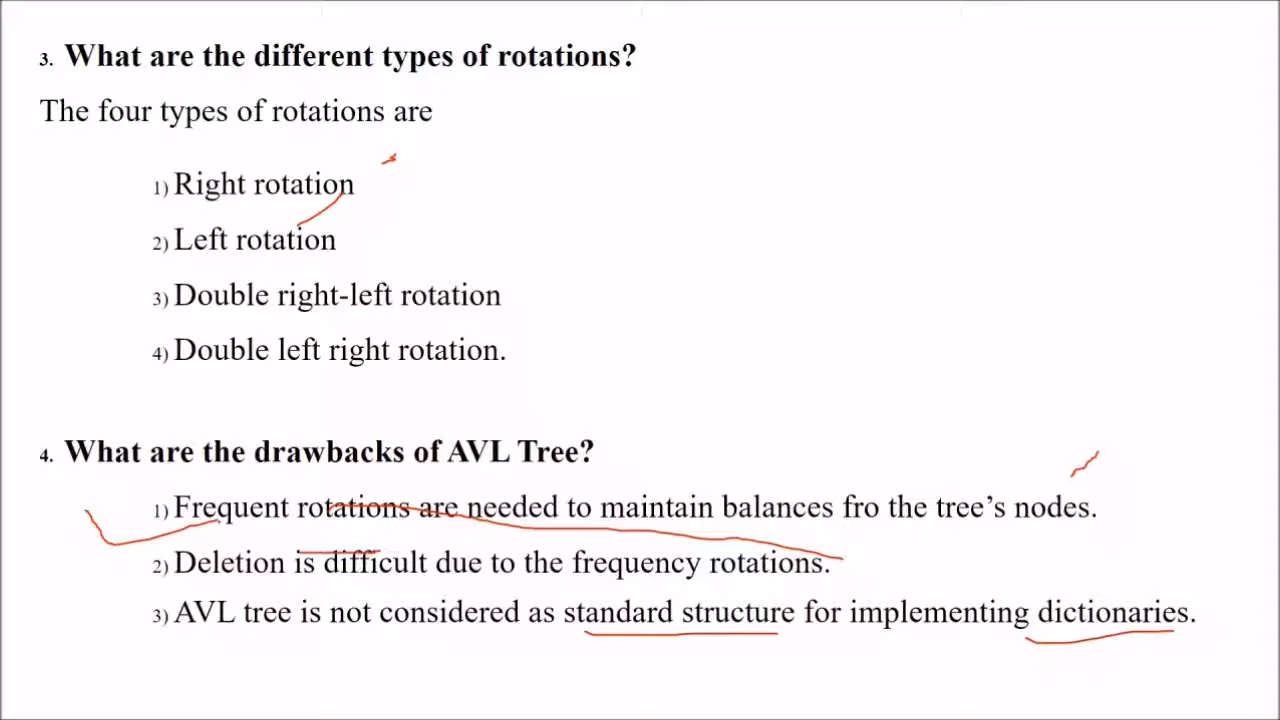 3. What are the different types of rotations?
The four types of rotations are
1) Right rotation
2) Left rotation
3) Double right-left rotation
4) Double left right rotation.
4. What are the drawbacks of AVL Tree?
1) Frequent rotations are needed to maintain balances fro the tree’s nodes.
2) Deletion is difficult due to the frequency rotations.
3) AVL tree is not considered as standard structure for implementing dictionaries.